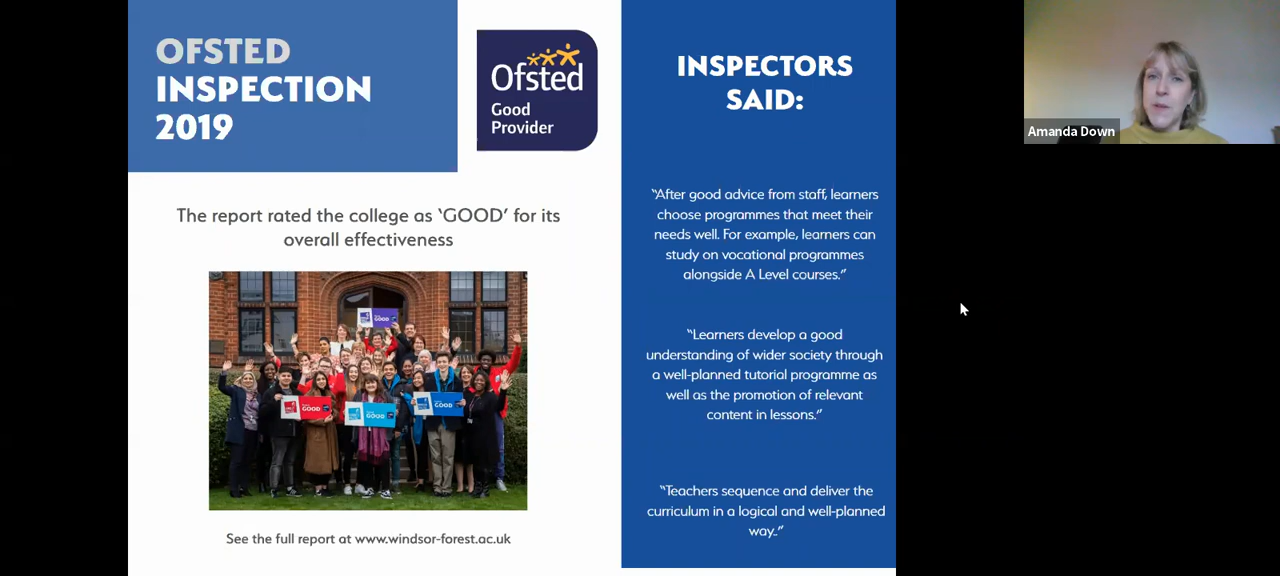 OFSTED
INSPECTION
2019
Ofsted
Good
Provider
The report rated the college as ‘GOOD’ for its
overall effectiveness
GOOD
GOOD
GOOD
GOOD
See the full report at www.windsor-forest.ac.uk
INSPECTORS
SAID:
“After good advice from staff, learners
choose programmes that meet their
needs well. For example, learners can
study on vocational programmes
alongside A Level courses.”
“Learners develop a good
understanding of wider society through
a well-planned tutorial programme as
well as the promotion of relevant
content in lessons.”
“Teachers sequence and deliver the
curriculum in a logical and well-planned
way..”
Amanda Down